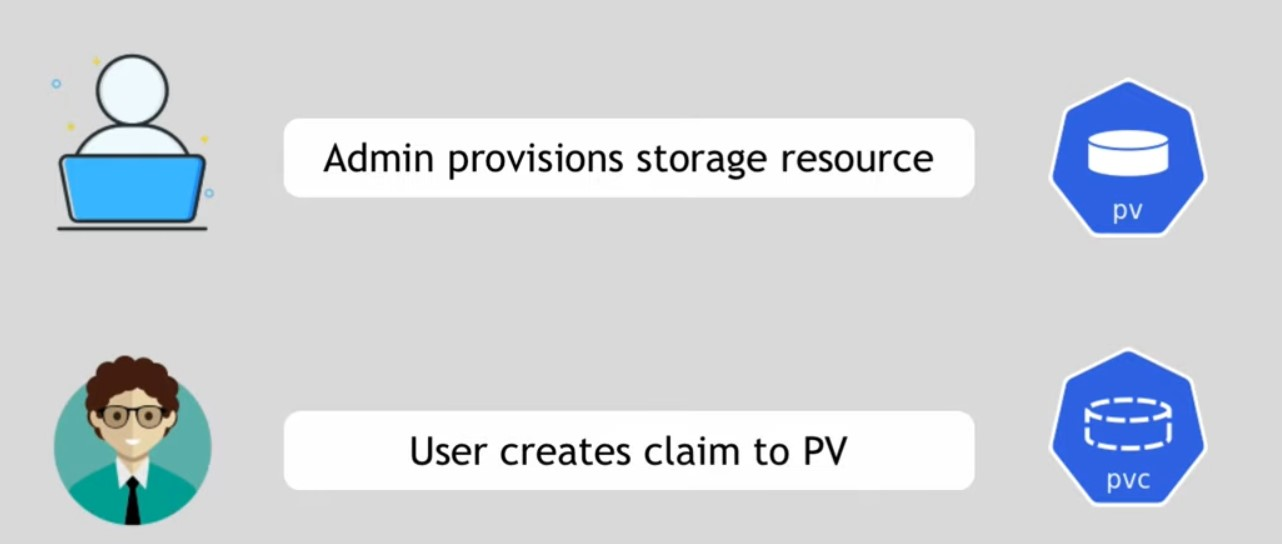 Admin provisions storage resource
pv
User creates claim to PV
pvc